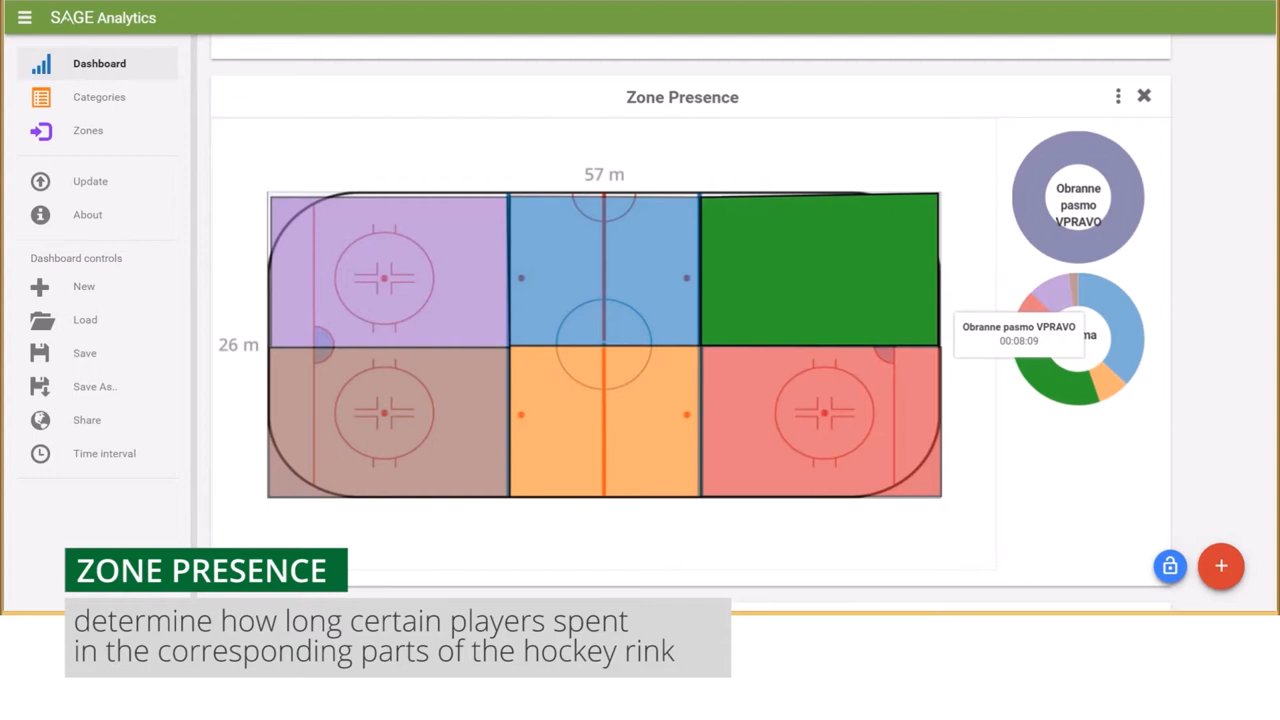 SAGE Analytics
Dashboard
Categories
Zones
Update
About
Dashboard controls
New
Load
Save
Save As..
Share
Time interval
Zone Presence
57 m
26 m
Obranne
pasmo
VPRAVO
Obranne pasmo VPRAVO
00:08:09
ma
+
ZONE PRESENCE
determine how long certain players spent
in the corresponding parts of the hockey rink